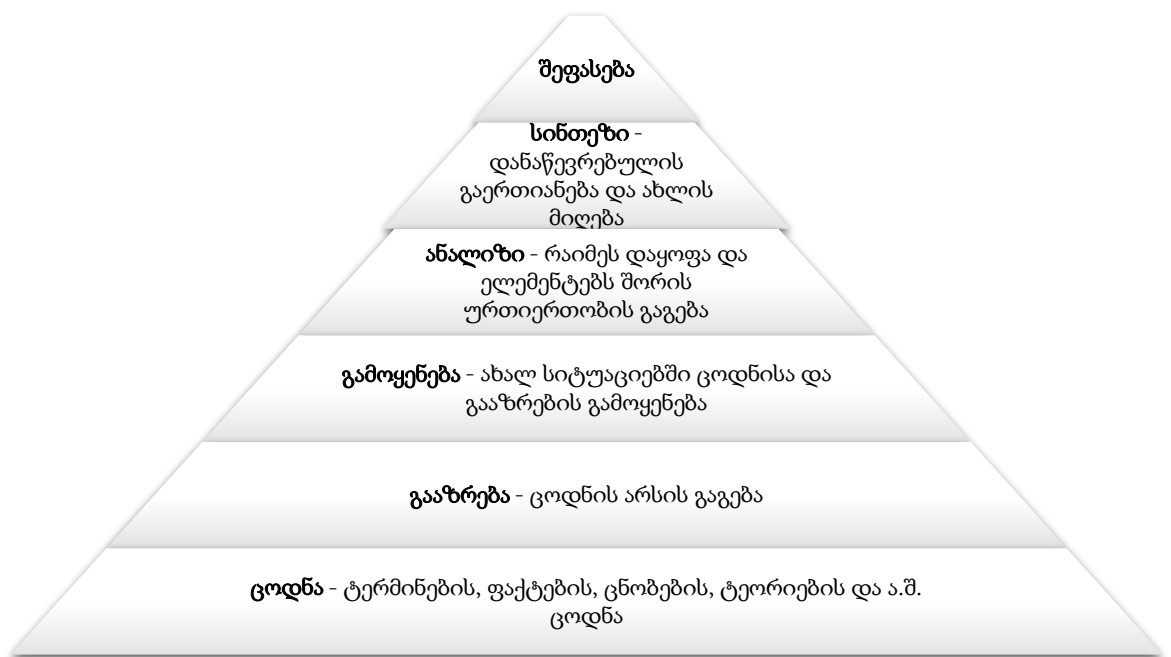 შეფასება
სინთეზი -
დანაწევრებულის
გაერთიანება და ახლის
მიღება
ანალიზი - რაიმეს დაყოფა და
ელემენტებს შორის
ურთიერთობის გაგება
გამოყენება - ახალ სიტუაციებში ცოდნისა და
გააზრების გამოყენება
გააზრება - ცოდნის არსის გაგება
ცოდნა - ტერმინების, ფაქტების, ცნობების, ტეორიების და ა.შ.
ცოდნა